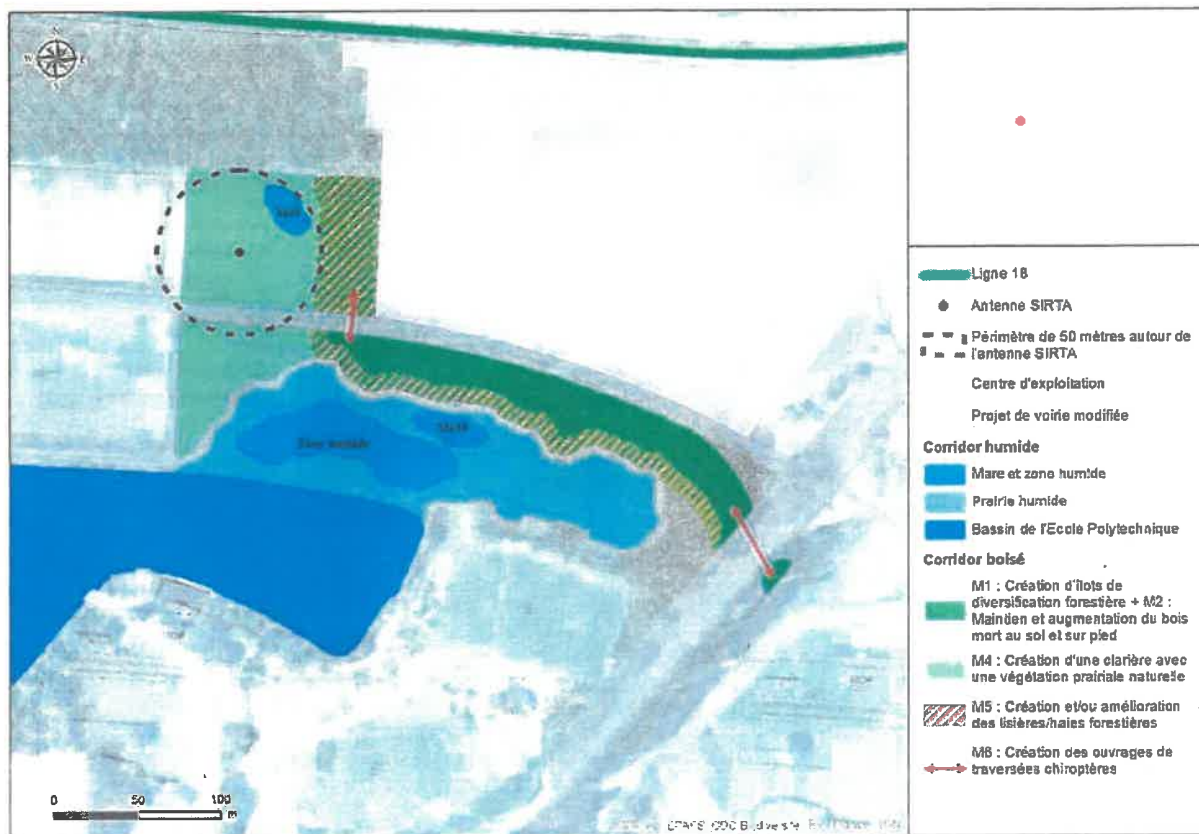 N
W
E
S
Mare
Zone humide
Mare
0
50
100
m
Ligne 18
Antenne SIRTA
Périmètre de 50 mètres autour de
l'antenne SIRTA
Centre d'exploitation
Projet de voirie modifiée
Corridor humide
Mare et zone humide
Prairie humide
Bassin de l'Ecole Polytechnique
Corridor boisé
M1 : Création d'îlots de
diversification forestière + M2 :
Maintien et augmentation du bois
mort au sol et sur pied
M4 : Création d'une clarière avec
une végétation prairiale naturelle
M5 : Création et/ou amélioration
des lisières/haies forestières
M6 : Création des ouvrages de
traversées chiroptères